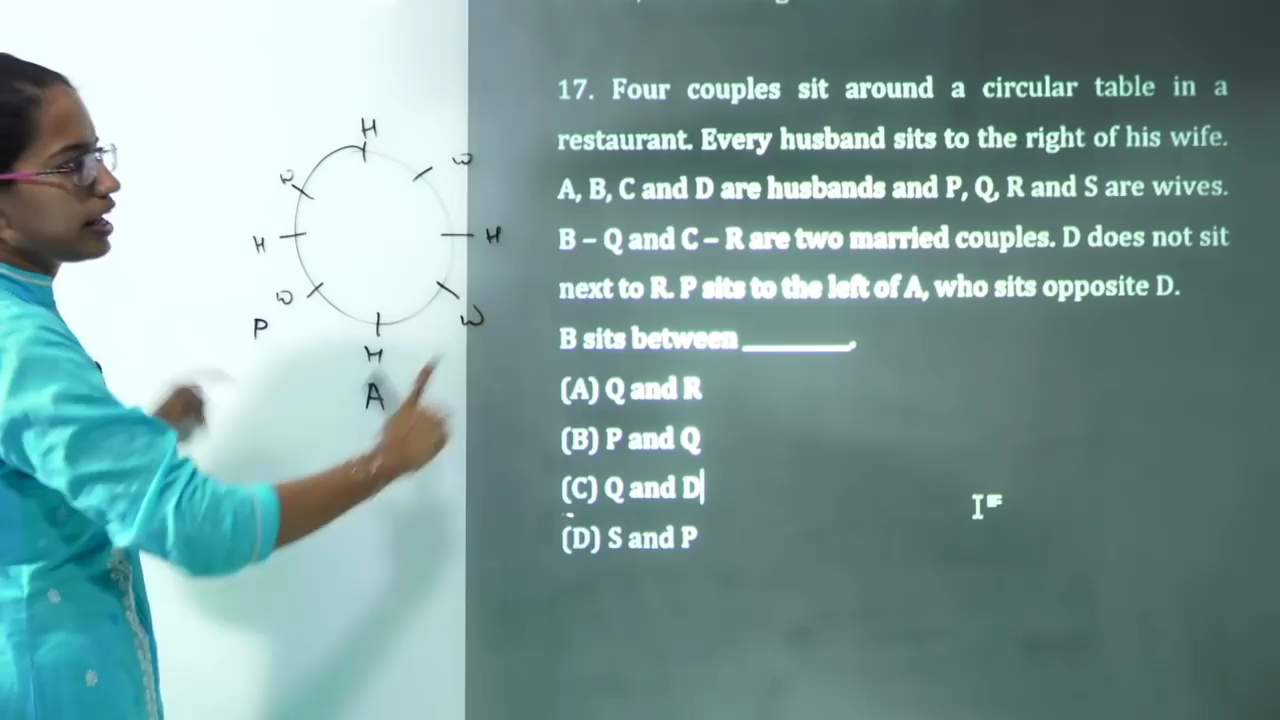 H
W
W
H
H
W
W
P
H
A
17. Four couples sit around a circular table in a
restaurant. Every husband sits to the right of his wife.
A, B, C and D are husbands and P, Q, R and S are wives.
B – Q and C – R are two married couples. D does not sit
next to R. P sits to the left of A, who sits opposite D.
B sits between ________.
(A) Q and R
(B) P and Q
(C) Q and D
(D) S and P